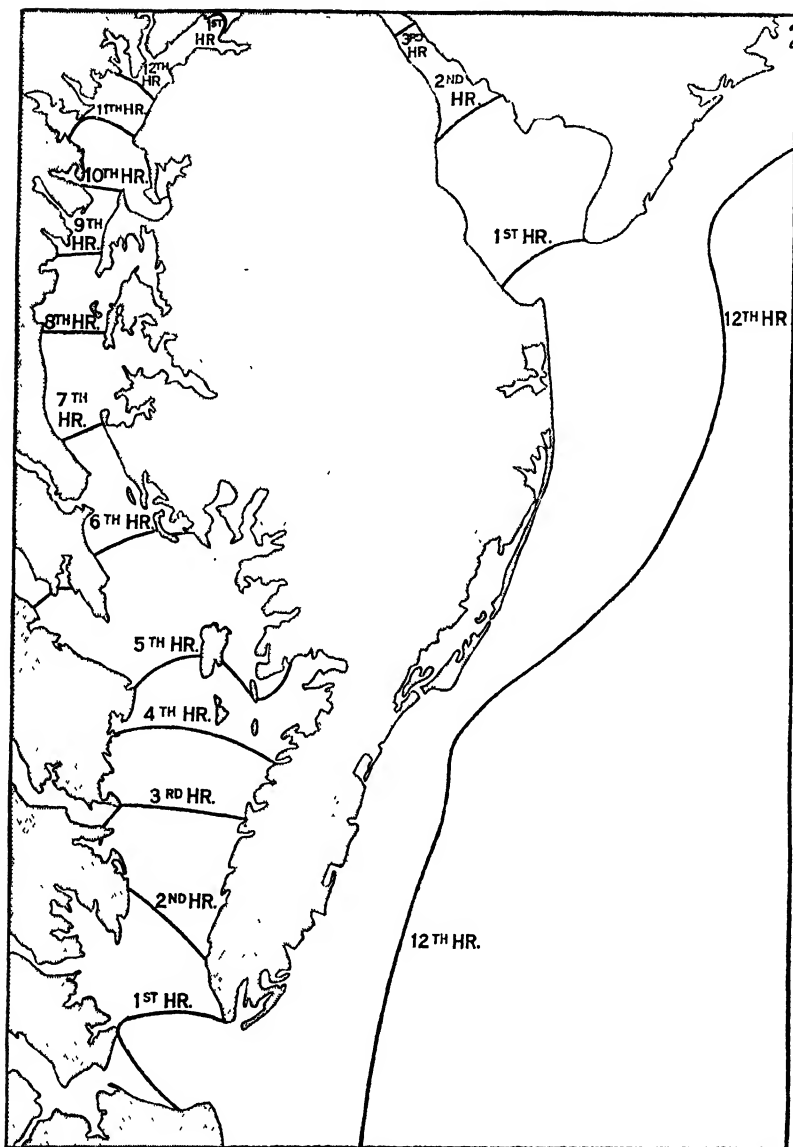 1ST
HR
12TH
HR
11TH HR.
10TH HR.
9TH
HR.
8TH HR.
7TH
HR.
6TH HR.
5TH HR.
4TH HR.
3RD HR.
2ND HR.
1ST HR.
3RD
HR
2ND
HR.
1ST HR.
12TH HR
12TH HR.